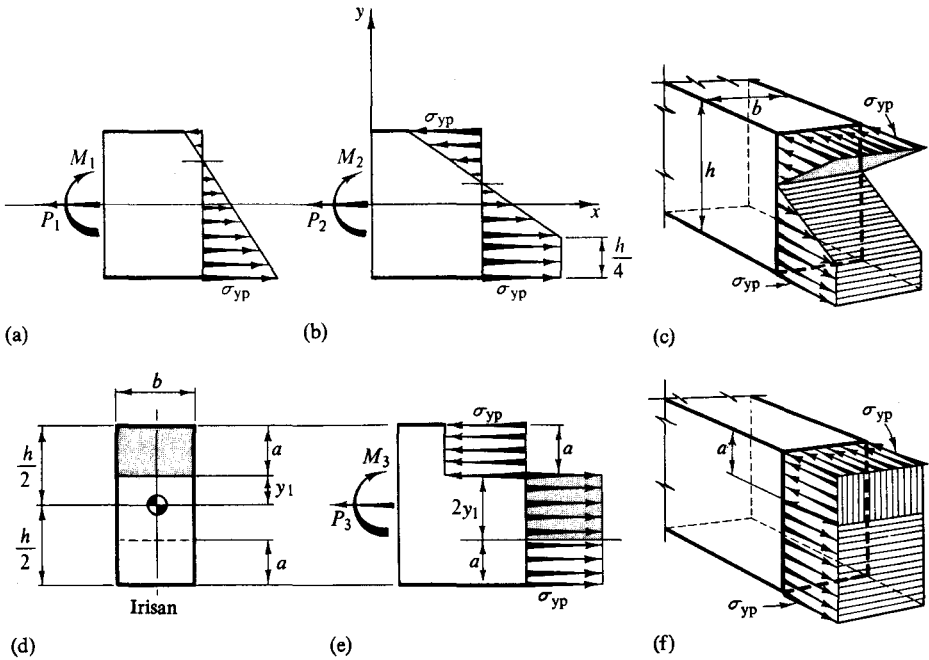 M₁
P₁
σyp
(a)
y
σyp
M₂
P₂
x
h/4
σyp
(b)
b
σyp
h
σyp
(c)
b
h/2
a
y₁
h/2
a
Irisan
(d)
σyp
a
M₃
P₃
2y₁
a
σyp
(e)
σyp
a
σyp
(f)